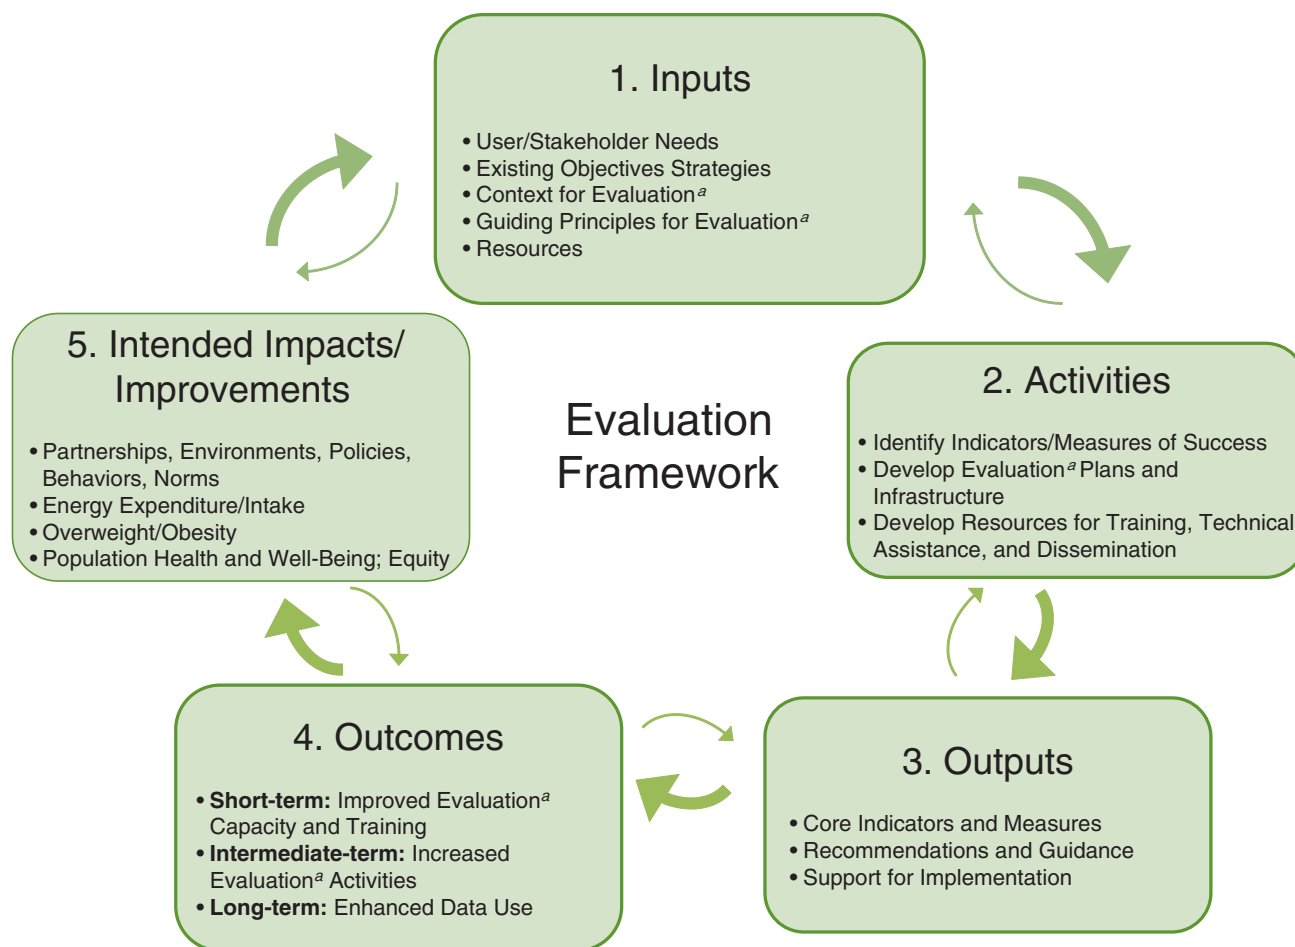 1. Inputs
• User/Stakeholder Needs
• Existing Objectives Strategies
• Context for Evaluationᵃ
• Guiding Principles for Evaluationᵃ
• Resources
5. Intended Impacts/
Improvements
• Partnerships, Environments, Policies,
Behaviors, Norms
• Energy Expenditure/Intake
• Overweight/Obesity
• Population Health and Well-Being; Equity
Evaluation
Framework
2. Activities
• Identify Indicators/Measures of Success
• Develop Evaluationᵃ Plans and
Infrastructure
• Develop Resources for Training, Technical
Assistance, and Dissemination
4. Outcomes
• Short-term: Improved Evaluationᵃ
Capacity and Training
• Intermediate-term: Increased
Evaluationᵃ Activities
• Long-term: Enhanced Data Use
3. Outputs
• Core Indicators and Measures
• Recommendations and Guidance
• Support for Implementation